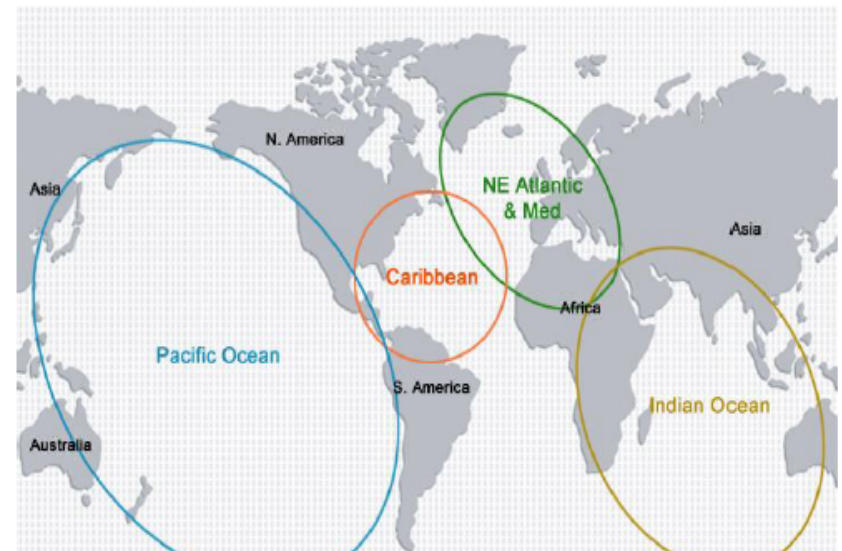 N. America
Asia
NE Atlantic
& Med
Asia
Caribbean
Africa
Pacific Ocean
S. America
Indian Ocean
Australia